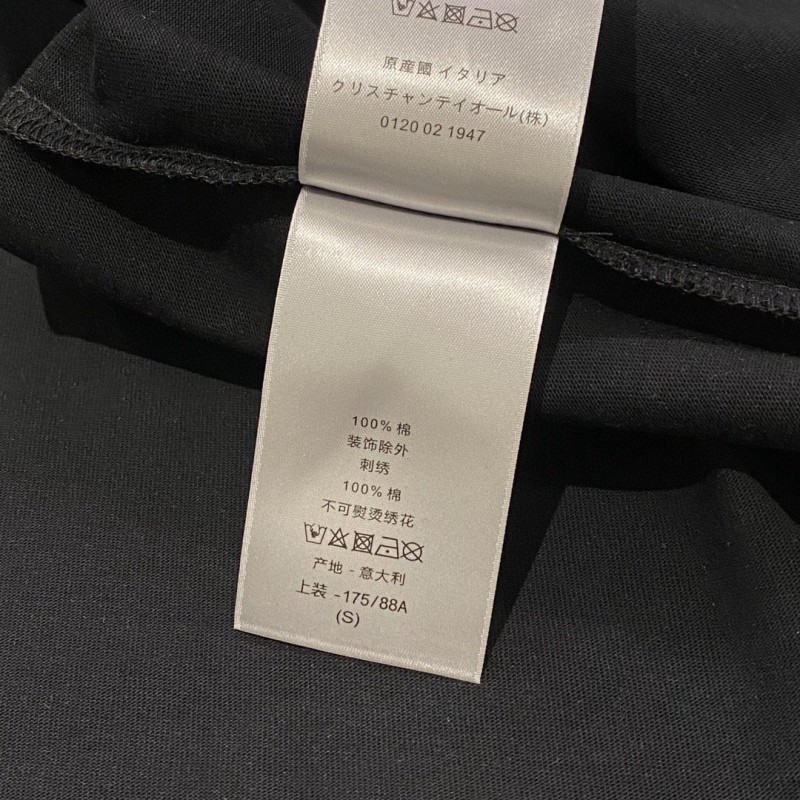 原産國 イタリア
クリスチャンテイオール(株)
0120 02 1947
100% 棉
装饰除外
刺绣
100% 棉
不可熨烫绣花
产地 - 意大利
上装 -175/88A
(S)